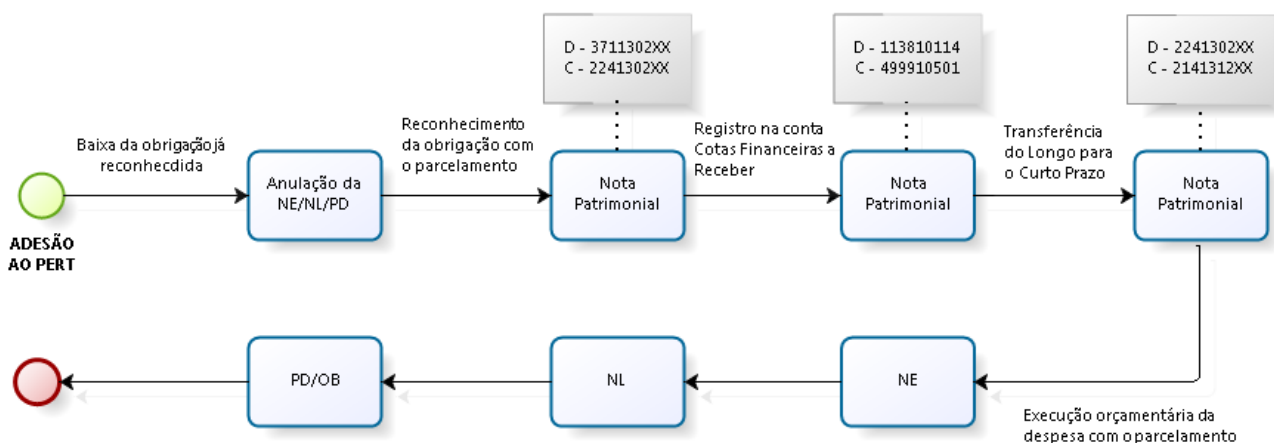 D - 3711302XX
C - 2241302XX
D - 113810114
C - 499910501
D - 2241302XX
C - 2141312XX
Baixa da obrigaçãojá
reconhecdida
Reconhecimento
da obrigação com
o parcelamento
Registro na conta
Cotas Financeiras a
Receber
Transferência
do Longo para
o Curto Prazo
ADESÃO
AO PERT
Anulação da
NE/NL/PD
Nota
Patrimonial
Nota
Patrimonial
Nota
Patrimonial
PD/OB
NL
NE
Execução orçamentária da
despesa com o parcelamento